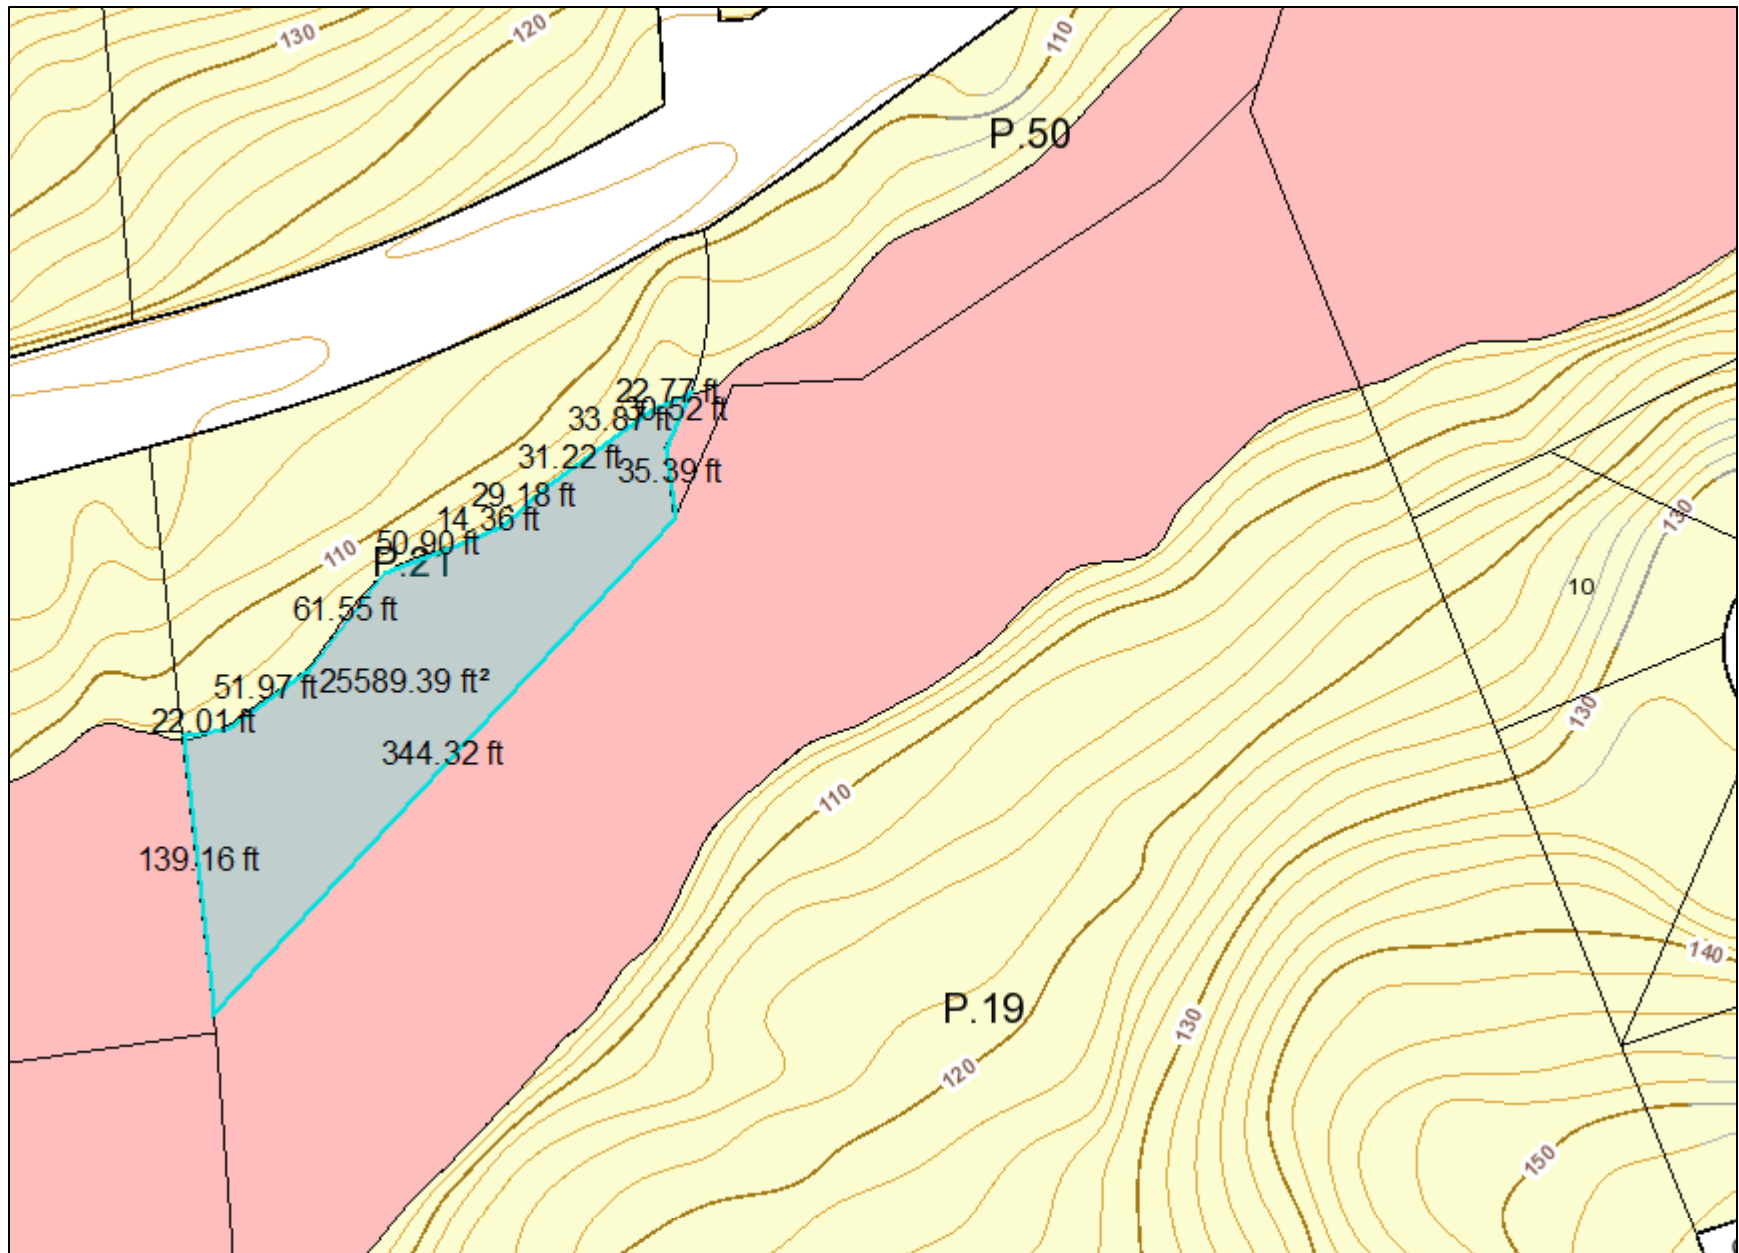 130
120
110
P.50
22.77 ft
30.52 ft
33.87 ft
31.22 ft
35.39 ft
29.18 ft
14.36 ft
50.90 ft
110
P.21
61.55 ft
51.97 ft
25589.39 ft²
22.01 ft
344.32 ft
139.16 ft
130
10
130
110
140
P.19
130
120
150